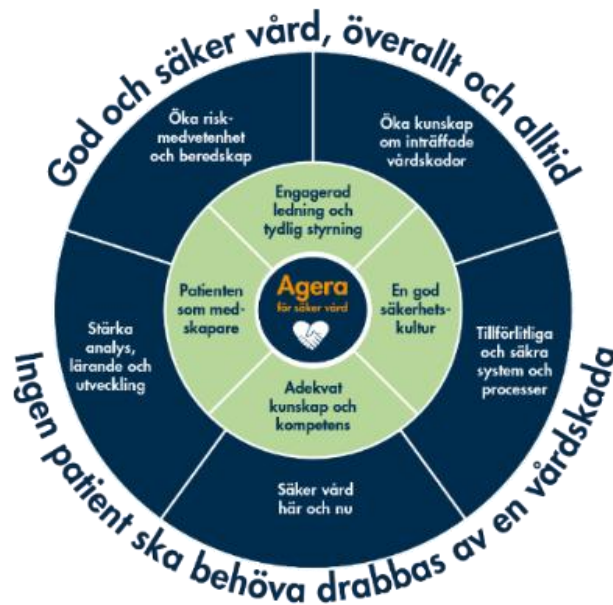 God och säker vård, överallt och alltid
Öka risk-
medvetenhet
och beredskap
Öka kunskap
om inträffade
vårdskador
Engagerad
ledning och
tydlig styrning
Patienten
som med-
skapare
Agera
för säker vård
En god
säkerhets-
kultur
Stärka
analys,
lärande och
utveckling
Tillförlitliga
och säkra
system och
processer
Adekvat
kunskap och
kompetens
Säker vård
här och nu
Ingen patient ska behöva drabbas av en vårdskada